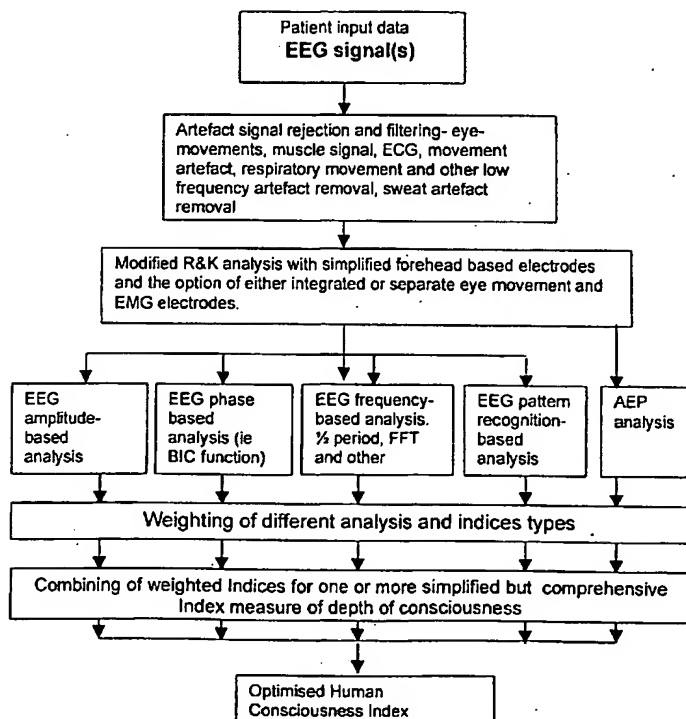 Patient input data
EEG signal(s)
Artefact signal rejection and filtering- eye-
movements, muscle signal, ECG, movement
artefact, respiratory movement and other low
frequency artefact removal, sweat artefact
removal
Modified R&K analysis with simplified forehead based electrodes
and the option of either integrated or separate eye movement and
EMG electrodes.
EEG
amplitude-
based
analysis
EEG phase
based
analysis (ie
BIC function)
EEG frequency-
based analysis.
½ period, FFT
and other
EEG pattern
recognition-
based
analysis
AEP
analysis
Weighting of different analysis and indices types
Combining of weighted Indices for one or more simplified but comprehensive
Index measure of depth of consciousness
Optimised Human
Consciousness Index